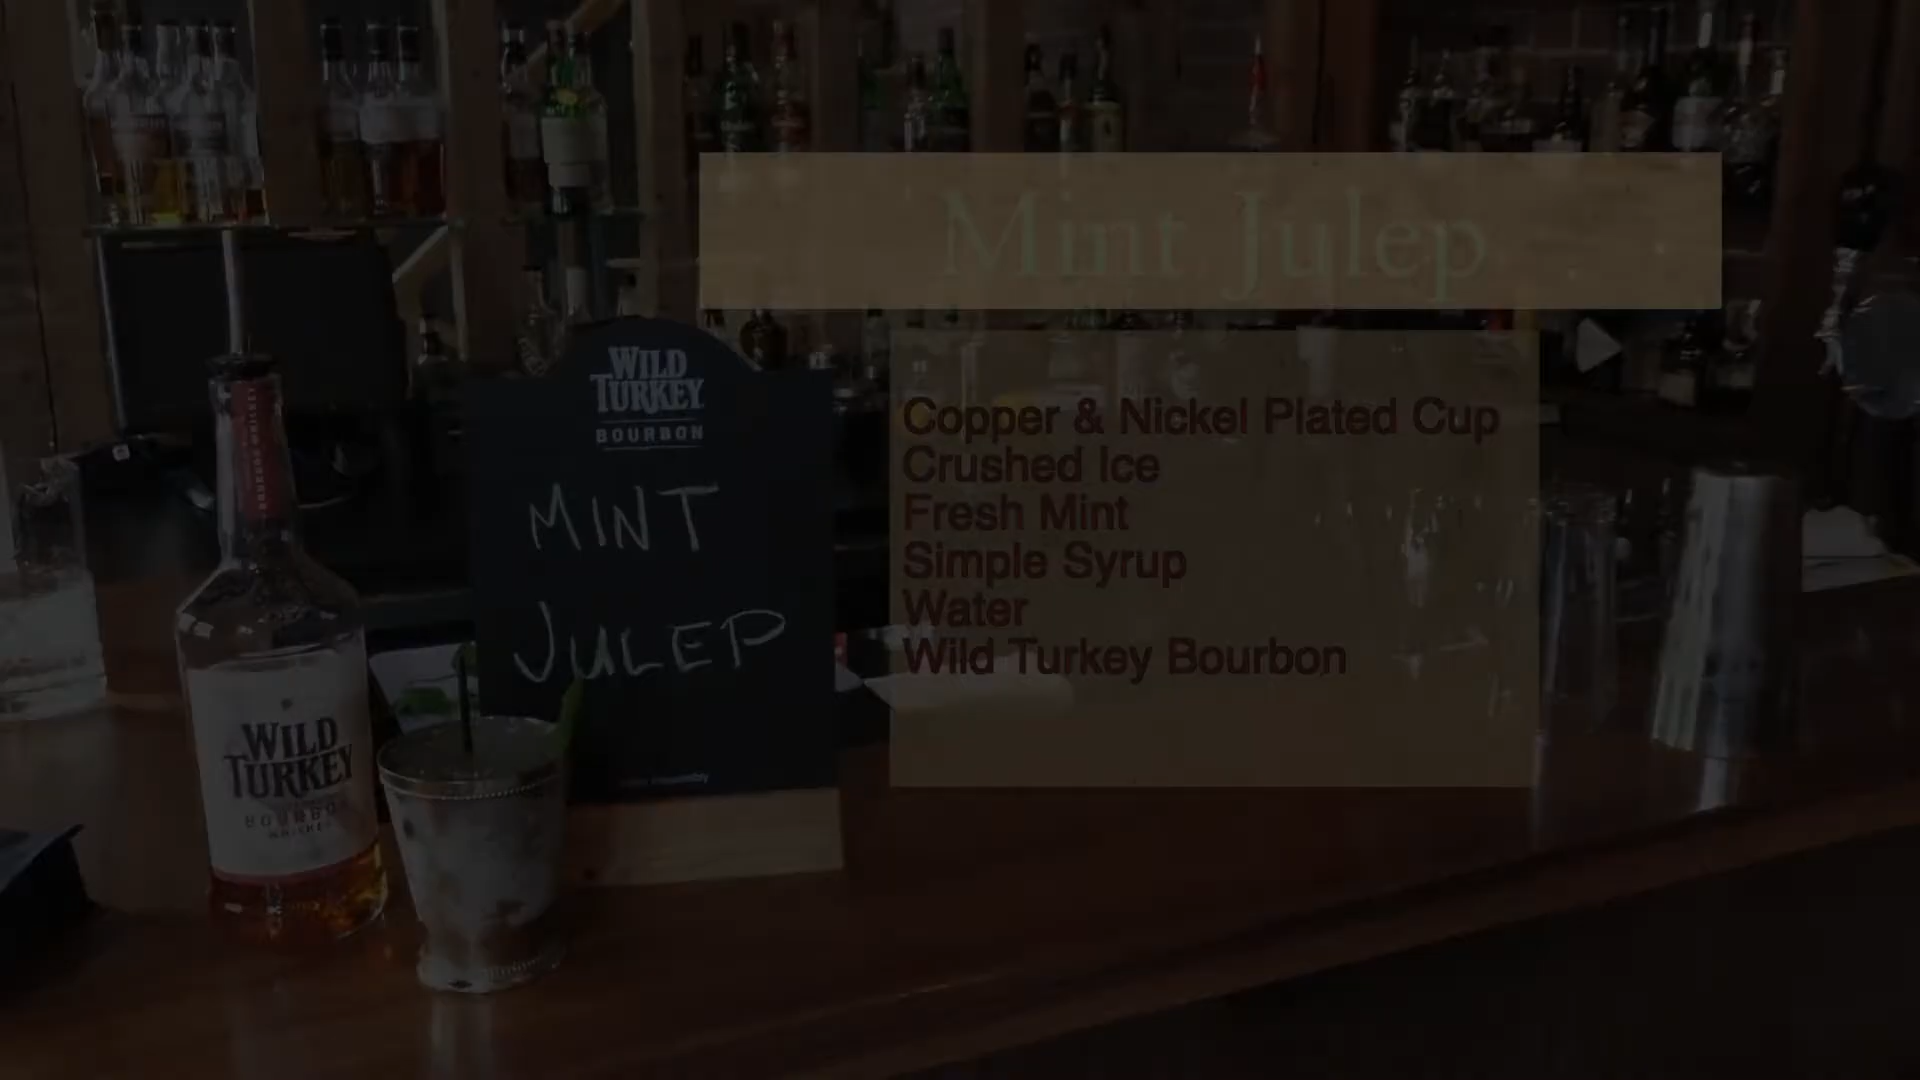 Mint Julep
WILD
TURKEY
BOURBON
MINT
JULEP
Copper & Nickel Plated Cup
Crushed Ice
Fresh Mint
Simple Syrup
Water
Wild Turkey Bourbon
WILD
TURKEY
BOURBON
WHISKEY